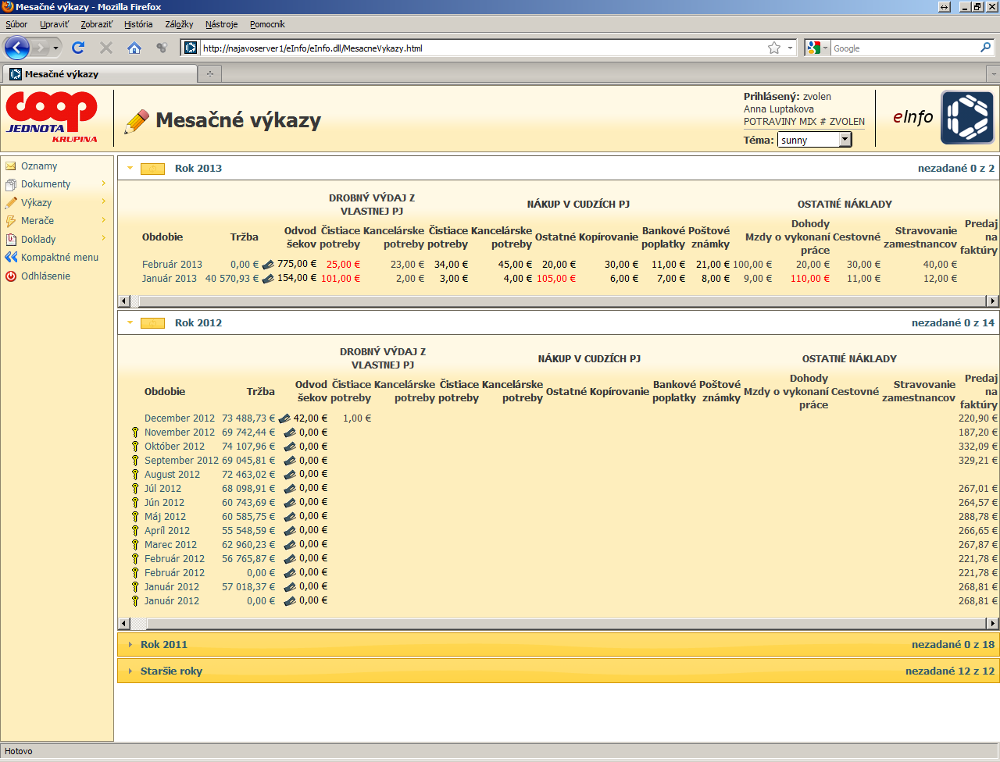 Mesačné výkazy - Mozilla Firefox
Súbor Upraviť Zobraziť História Záložky Nástroje Pomocník
http://najavoserver1/eInfo/eInfo.dll/MesacneVykazy.html Google
Mesačné výkazy
coop
JEDNOTA
KRUPINA
Mesačné výkazy
Prihlásený: zvolen
Anna Luptakova
POTRAVINY MIX # ZVOLEN
Téma: sunny
eInfo
Oznamy
Dokumenty
Výkazy
Merače
Doklady
Kompaktné menu
Odhlásenie
Rok 2013 nezadané 0 z 2
DROBNÝ VÝDAJ Z VLASTNEJ PJ NÁKUP V CUDZÍCH PJ OSTATNÉ NÁKLADY
Obdobie Tržba Odvod šekov Čistiace potreby Kancelárske potreby Čistiace potreby Kancelárske potreby Ostatné Kopírovanie Bankové poplatky Poštové známky Mzdy Dohody o vykonaní práce Cestovné Stravovanie zamestnancov Predaj na faktúry
Február 2013 0,00 € 775,00 € 25,00 € 23,00 € 34,00 € 45,00 € 20,00 € 30,00 € 11,00 € 21,00 € 100,00 € 20,00 € 30,00 € 40,00 €
Január 2013 40 570,93 € 154,00 € 101,00 € 2,00 € 3,00 € 4,00 € 105,00 € 6,00 € 7,00 € 8,00 € 9,00 € 110,00 € 11,00 € 12,00 €
Rok 2012 nezadané 0 z 14
DROBNÝ VÝDAJ Z VLASTNEJ PJ NÁKUP V CUDZÍCH PJ OSTATNÉ NÁKLADY
Obdobie Tržba Odvod šekov Čistiace potreby Kancelárske potreby Čistiace potreby Kancelárske potreby Ostatné Kopírovanie Bankové poplatky Poštové známky Mzdy Dohody o vykonaní práce Cestovné Stravovanie zamestnancov Predaj na faktúry
December 2012 73 488,73 € 42,00 € 1,00 € 220,90 €
November 2012 69 742,44 € 0,00 € 187,20 €
Október 2012 74 107,96 € 0,00 € 332,09 €
September 2012 69 045,81 € 0,00 € 329,21 €
August 2012 72 463,02 € 0,00 €
Júl 2012 68 098,91 € 0,00 € 267,01 €
Jún 2012 60 743,69 € 0,00 € 264,57 €
Máj 2012 60 585,75 € 0,00 € 288,78 €
Apríl 2012 55 548,59 € 0,00 € 266,65 €
Marec 2012 62 960,23 € 0,00 € 267,87 €
Február 2012 56 765,87 € 0,00 € 221,78 €
Február 2012 0,00 € 0,00 € 221,78 €
Január 2012 57 018,37 € 0,00 € 268,81 €
Január 2012 0,00 € 0,00 € 268,81 €
Rok 2011 nezadané 0 z 18
Staršie roky nezadané 12 z 12
Hotovo